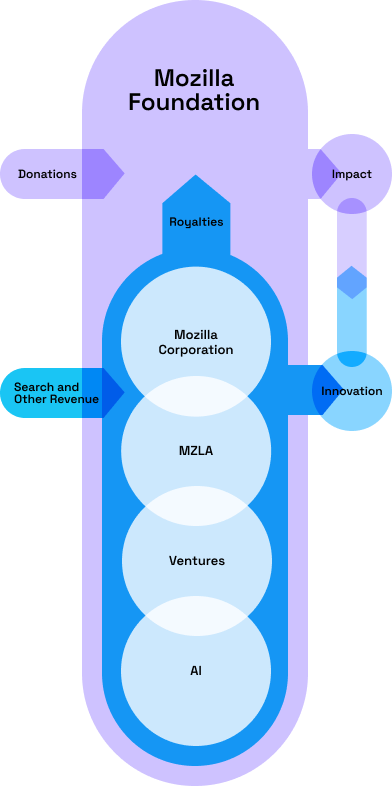 Mozilla
Foundation
Donations
Impact
Royalties
Mozilla
Corporation
Search and
Other Revenue
Innovation
MZLA
Ventures
AI